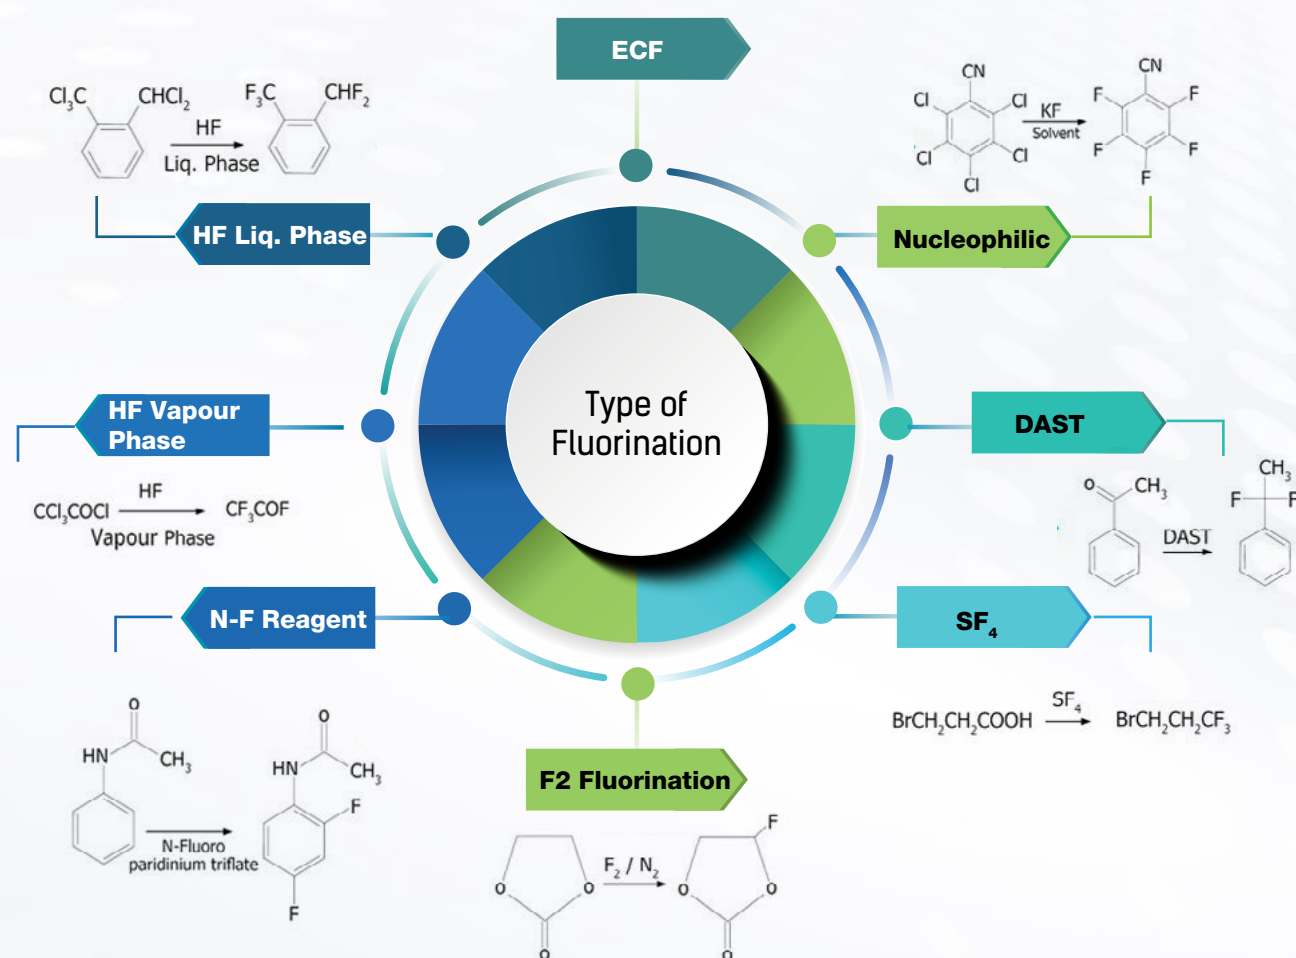 ECF
Cl₃C CHCl₂
HF
Liq. Phase
F₃C CHF₂
HF Liq. Phase
CN
Cl Cl
Cl Cl
Cl
KF
Solvent
CN
F F
F F
F
Nucleophilic
Type of
Fluorination
HF Vapour
Phase
CCl₃COCl
HF
Vapour Phase
CF₃COF
DAST
O CH₃
DAST
CH₃
F F
N-F Reagent
O
HN CH₃
N-Fluoro
paridinium triflate
O
HN CH₃
F
F
SF₄
BrCH₂CH₂COOH
SF₄
BrCH₂CH₂CF₃
F2 Fluorination
O O
O
F₂ / N₂
F
O O
O